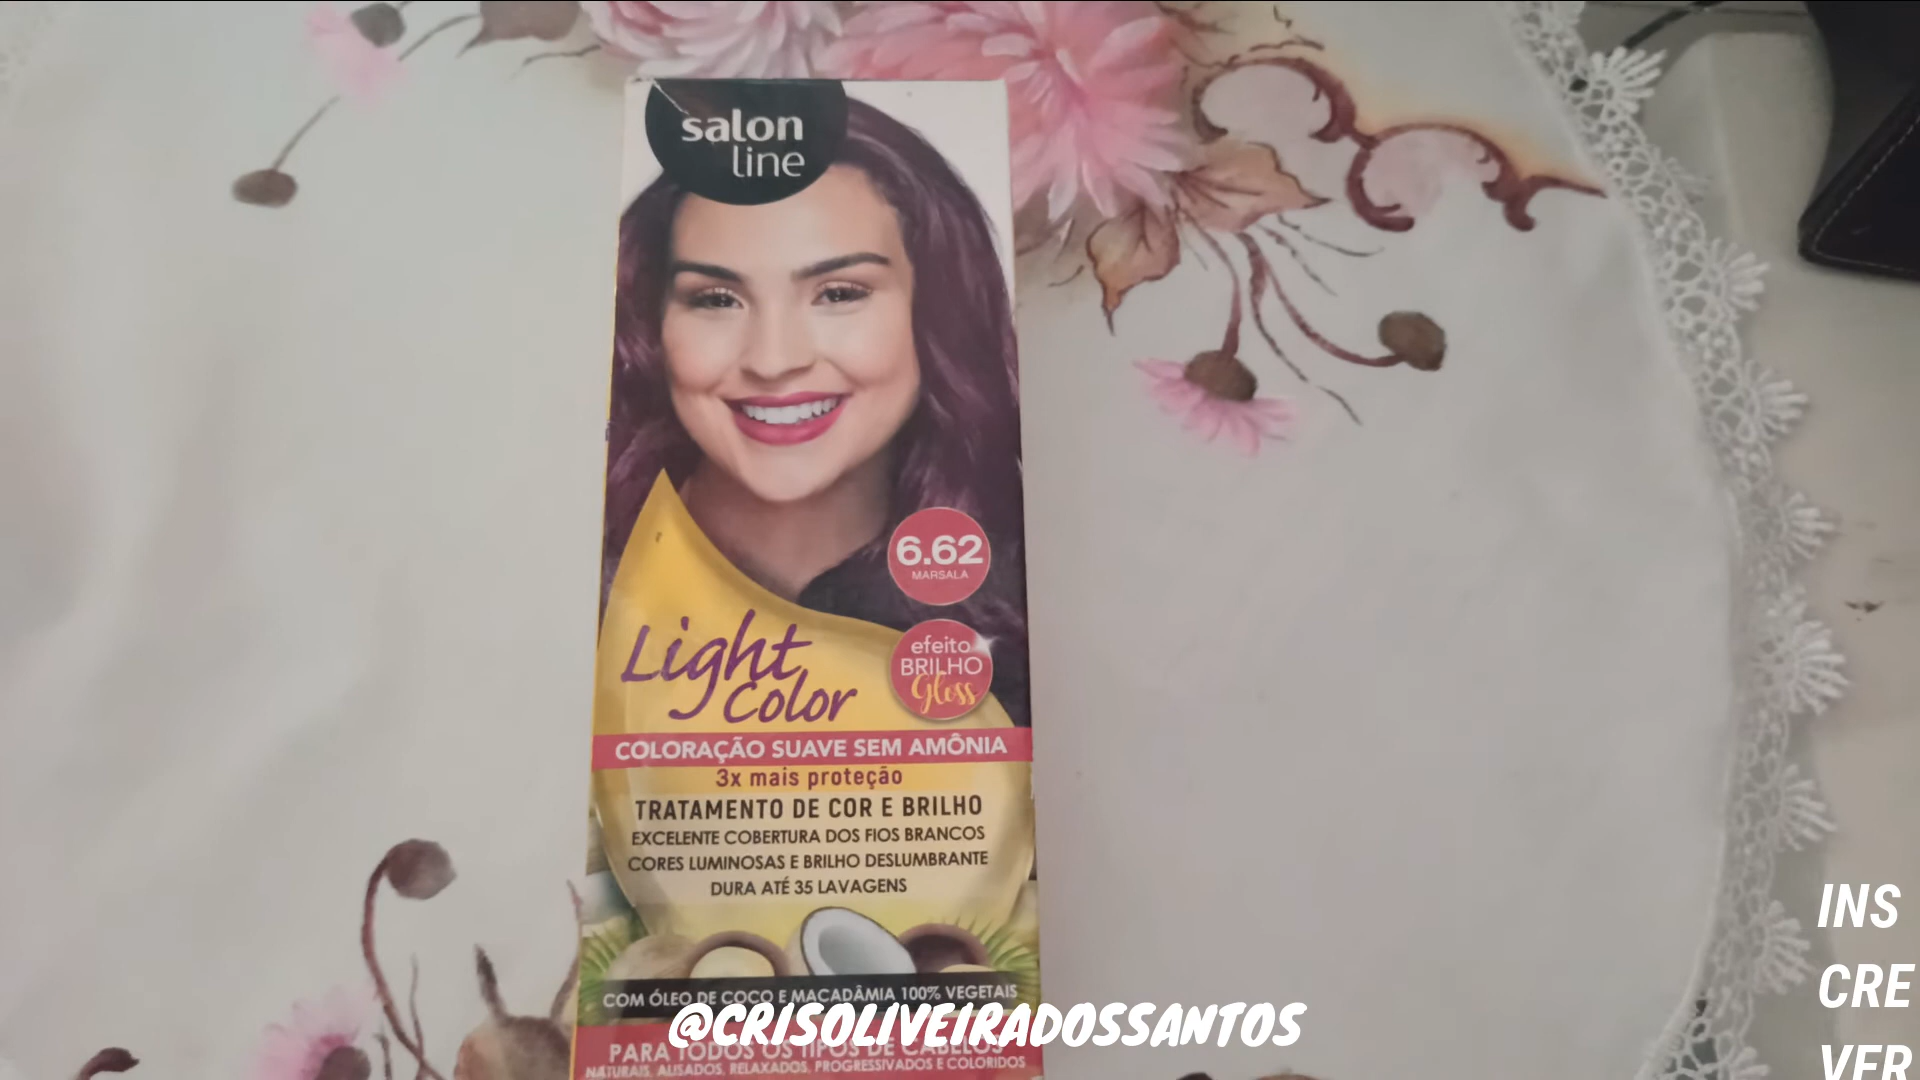 salon
line
6.62
MARSALA
Light
Color
efeito
BRILHO
Gloss
COLORAÇÃO SUAVE SEM AMÔNIA
3x mais proteção
TRATAMENTO DE COR E BRILHO
EXCELENTE COBERTURA DOS FIOS BRANCOS
CORES LUMINOSAS E BRILHO DESLUMBRANTE
DURA ATÉ 35 LAVAGENS
COM ÓLEO DE COCO E MACADÂMIA 100% VEGETAIS
@CRISOLIVEIRADOSSANTOS
PARA TODOS OS TIPOS DE CABELOS
NATURAIS, ALISADOS, RELAXADOS, PROGRESSIVADOS E COLORIDOS
INS
CRE
VER